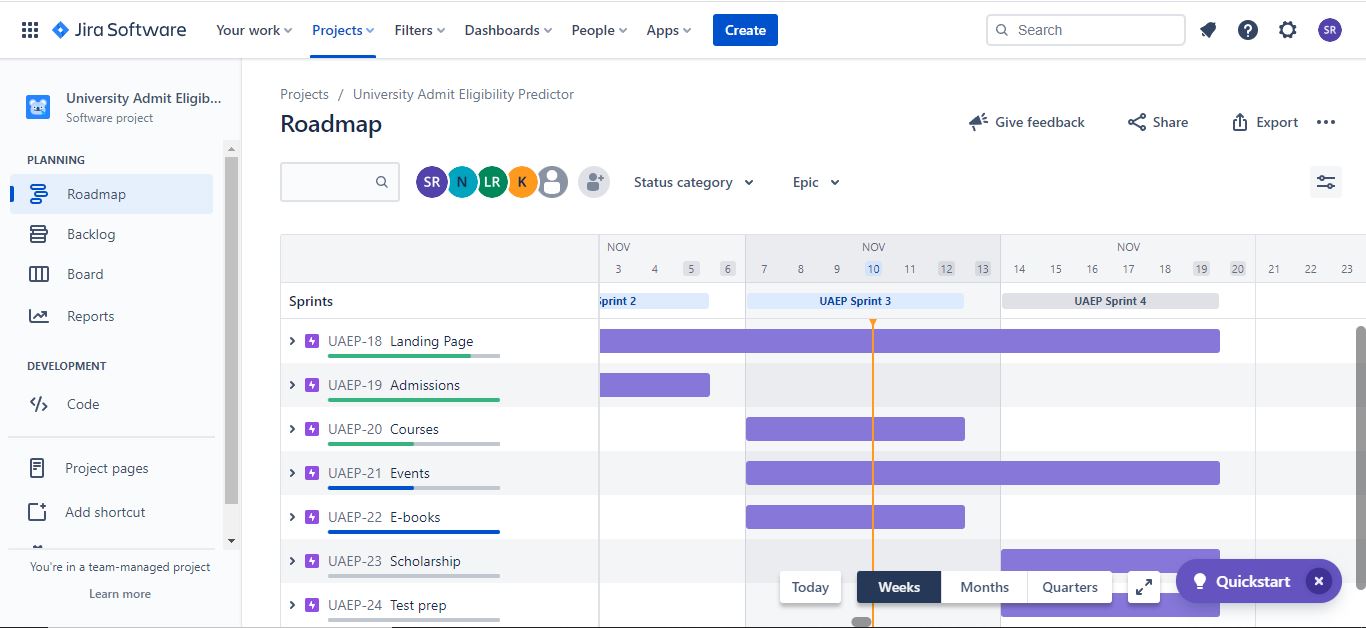 Jira Software Your work Projects Filters Dashboards People Apps Create Search SR
University Admit Eligib...
Software project
PLANNING
Roadmap
Backlog
Board
Reports
DEVELOPMENT
Code
Project pages
Add shortcut
You're in a team-managed project
Learn more
Projects / University Admit Eligibility Predictor
Roadmap
Give feedback Share Export
SR N LR K Status category Epic
NOV NOV NOV
3 4 5 6 7 8 9 10 11 12 13 14 15 16 17 18 19 20 21 22 23
Sprints Sprint 2 UAEP Sprint 3 UAEP Sprint 4
UAEP-18 Landing Page
UAEP-19 Admissions
UAEP-20 Courses
UAEP-21 Events
UAEP-22 E-books
UAEP-23 Scholarship
UAEP-24 Test prep
Today Weeks Months Quarters Quickstart